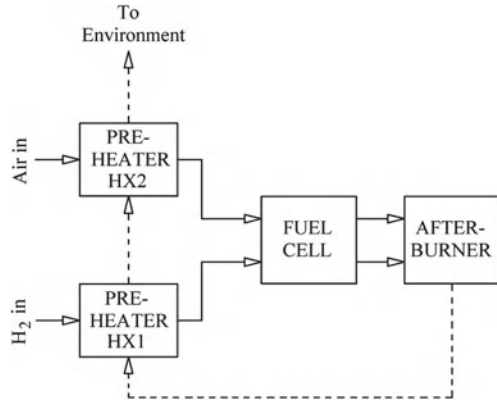 To
Environment
Air in
PRE-
HEATER
HX2
FUEL
CELL
AFTER-
BURNER
H₂ in
PRE-
HEATER
HX1